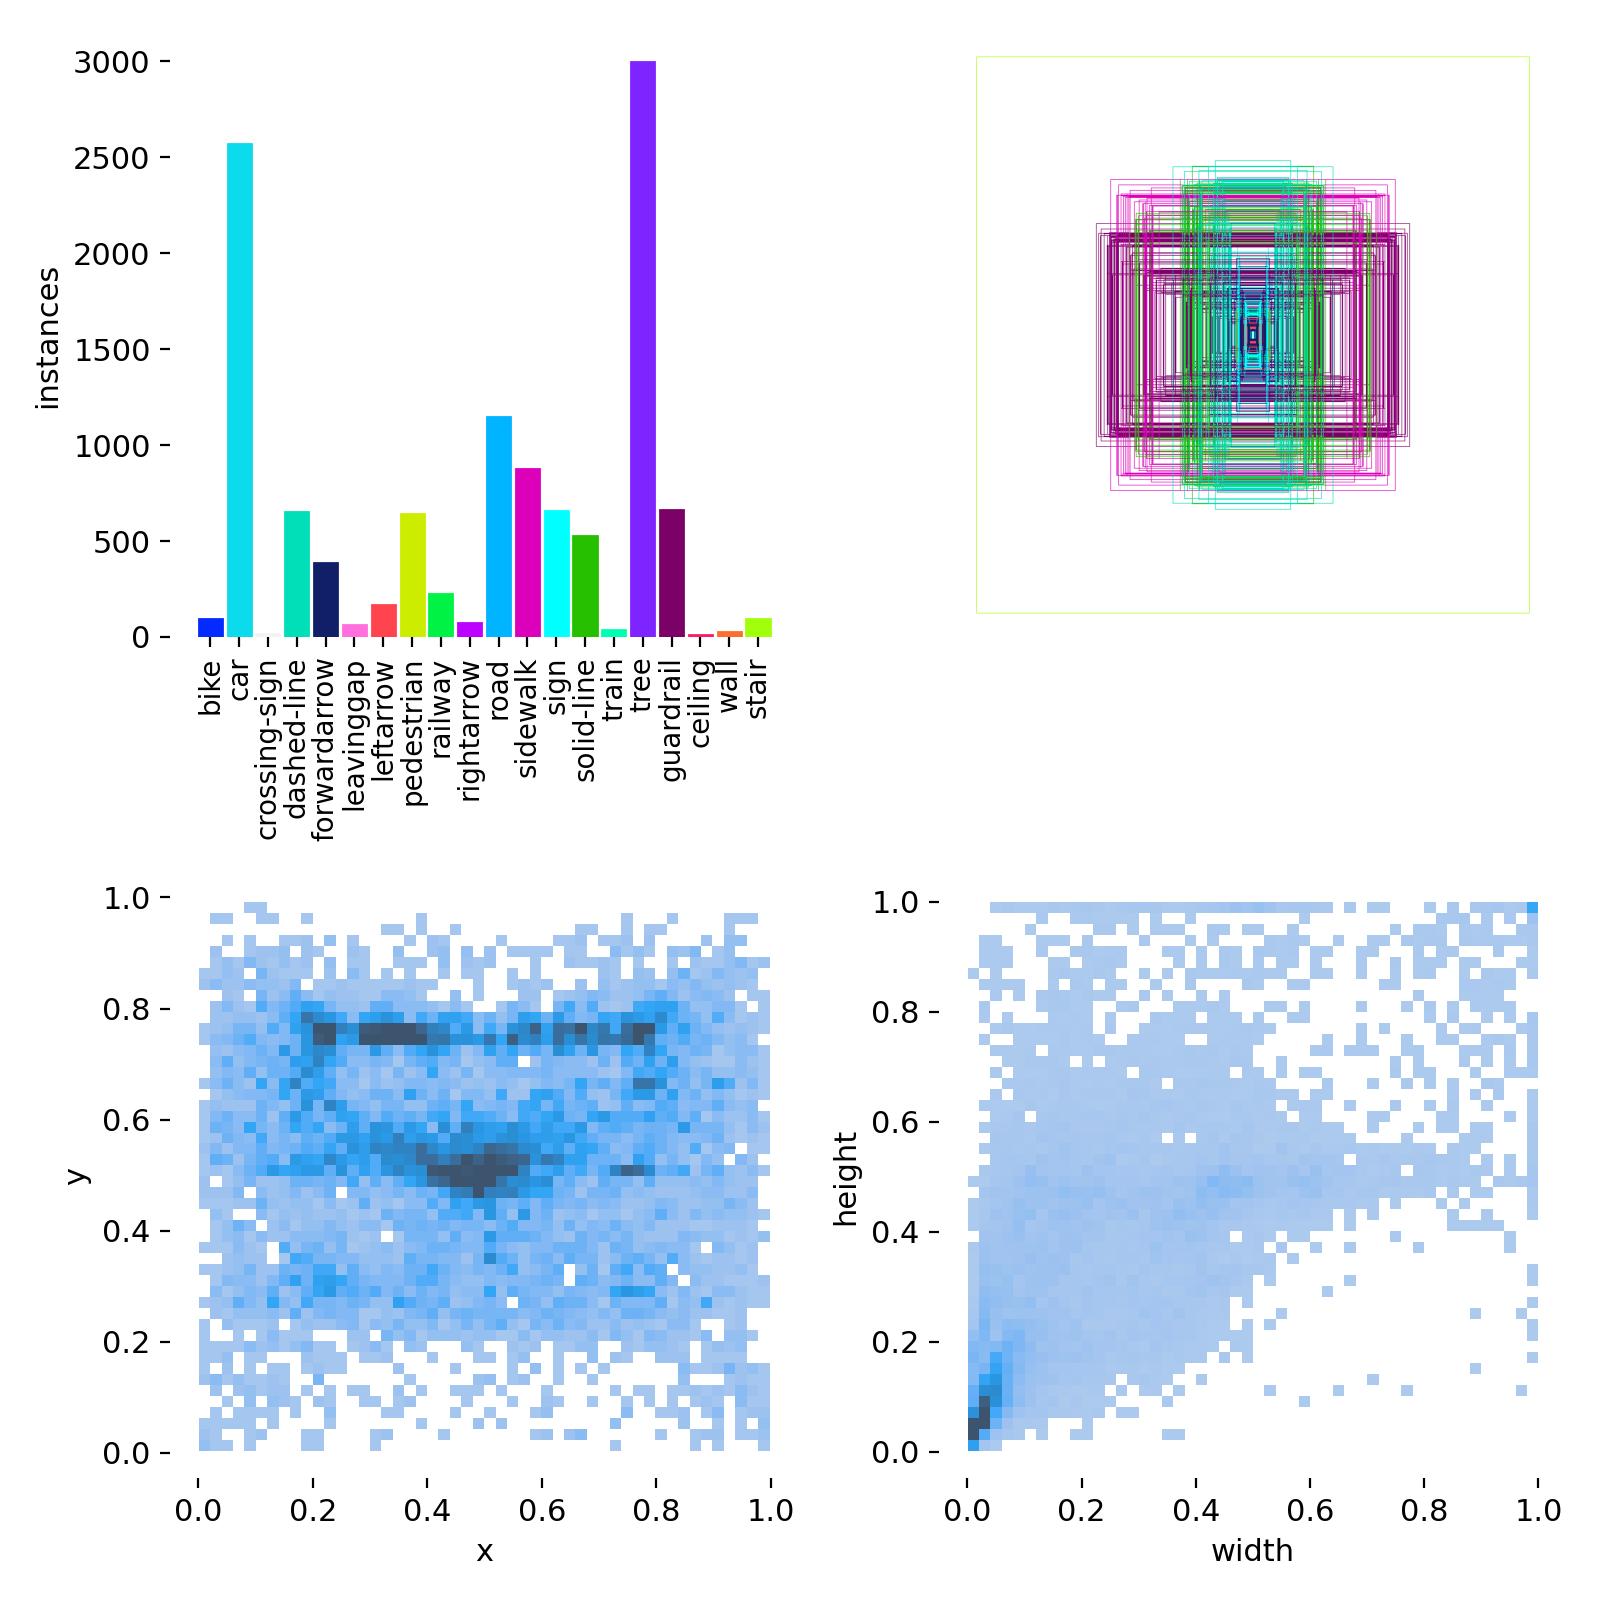 3000
2500
2000
1500
1000
500
0
instances
bike
car
crossing-sign
dashed-line
forwardarrow
leavinggap
leftarrow
pedestrian
railway
rightarrow
road
sidewalk
sign
solid-line
train
tree
guardrail
ceiling
wall
stair
1.0
0.8
0.6
0.4
0.2
0.0
y
0.0 0.2 0.4 0.6 0.8 1.0
x
1.0
0.8
0.6
0.4
0.2
0.0
height
0.0 0.2 0.4 0.6 0.8 1.0
width